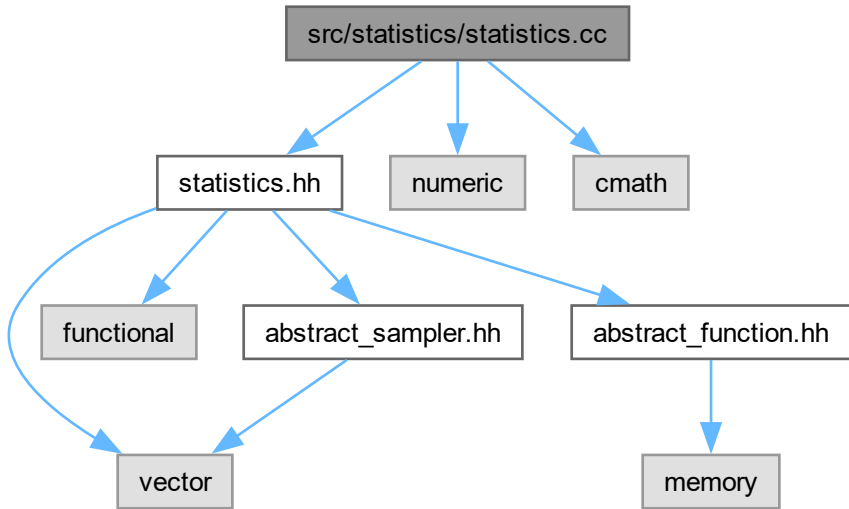 src/statistics/statistics.cc
statistics.hh
numeric
cmath
functional
abstract_sampler.hh
abstract_function.hh
vector
memory